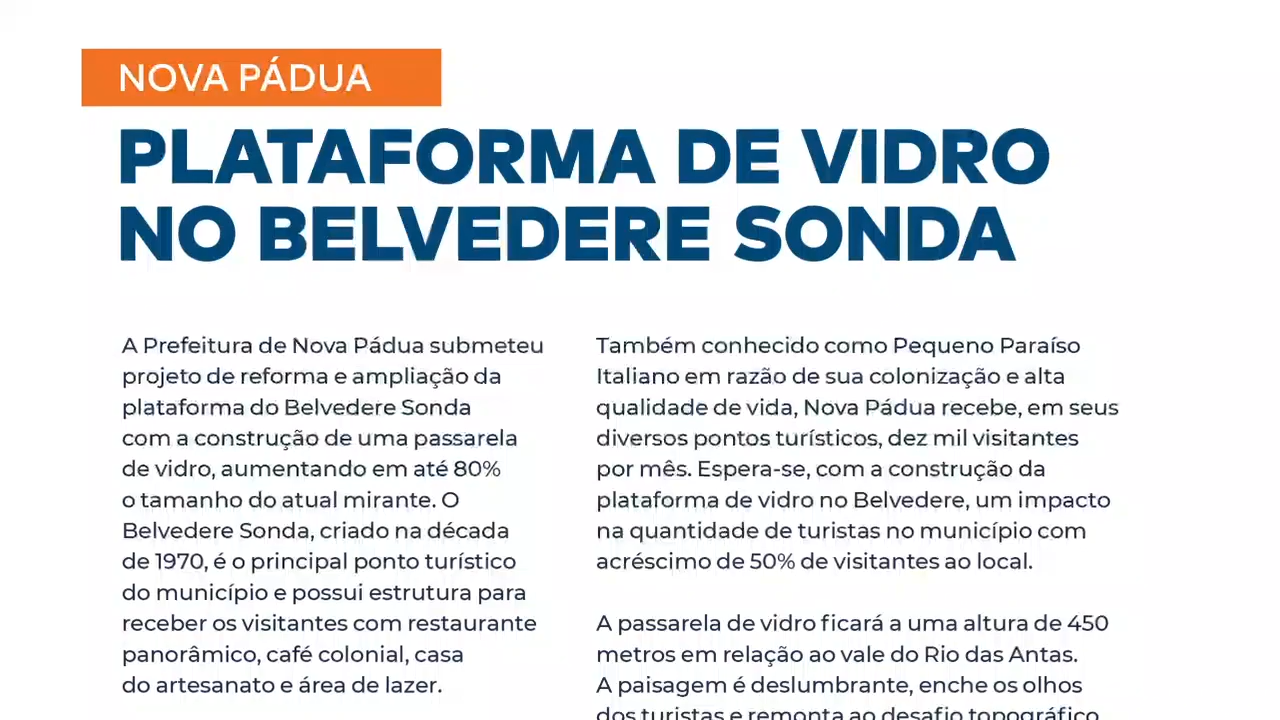 NOVA PÁDUA
PLATAFORMA DE VIDRO
NO BELVEDERE SONDA
A Prefeitura de Nova Pádua submeteu
projeto de reforma e ampliação da
plataforma do Belvedere Sonda
com a construção de uma passarela
de vidro, aumentando em até 80%
o tamanho do atual mirante. O
Belvedere Sonda, criado na década
de 1970, é o principal ponto turístico
do município e possui estrutura para
receber os visitantes com restaurante
panorâmico, café colonial, casa
do artesanato e área de lazer.
Também conhecido como Pequeno Paraíso
Italiano em razão de sua colonização e alta
qualidade de vida, Nova Pádua recebe, em seus
diversos pontos turísticos, dez mil visitantes
por mês. Espera-se, com a construção da
plataforma de vidro no Belvedere, um impacto
na quantidade de turistas no município com
acréscimo de 50% de visitantes ao local.
A passarela de vidro ficará a uma altura de 450
metros em relação ao vale do Rio das Antas.
A paisagem é deslumbrante, enche os olhos
dos turistas e remonta ao desafio topográfico